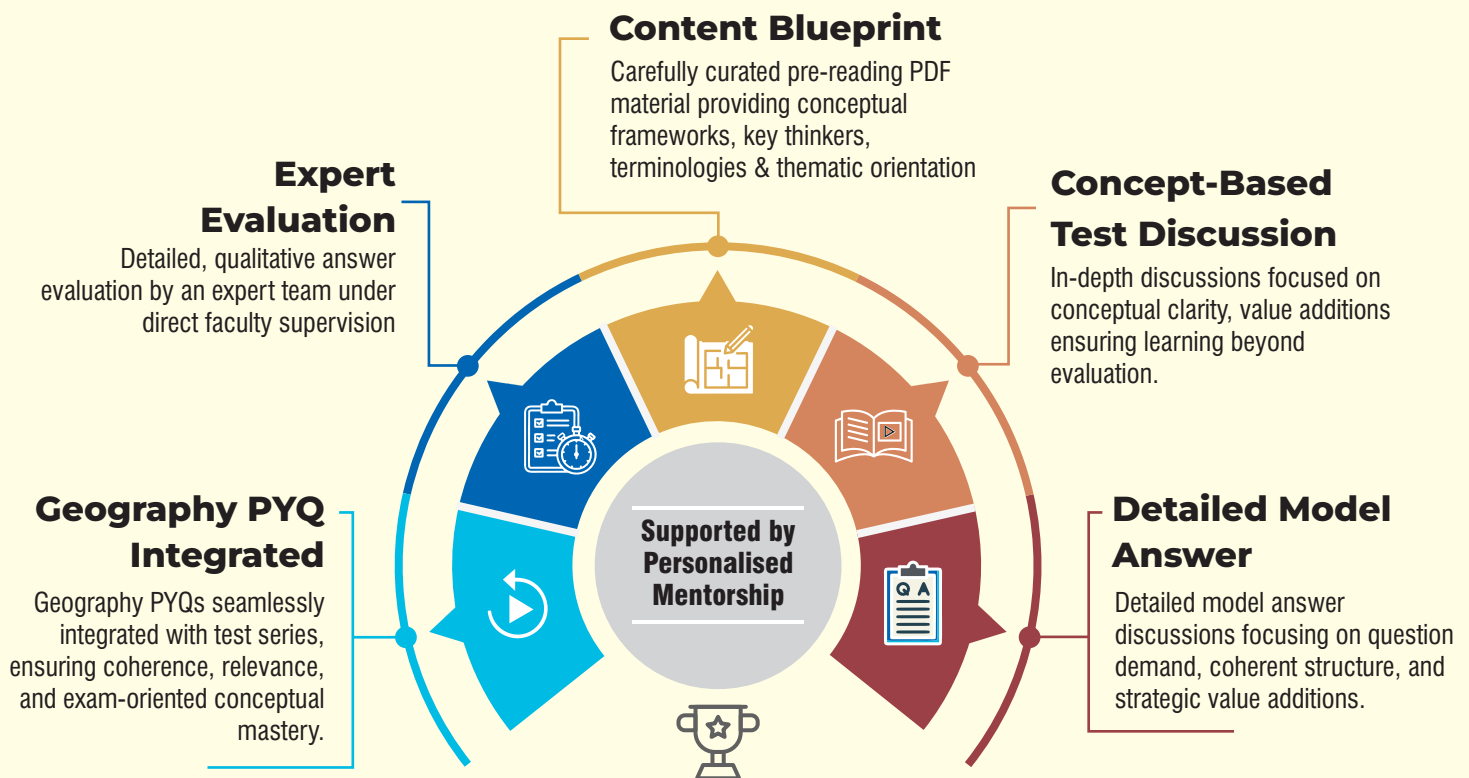 Content Blueprint
Carefully curated pre-reading PDF
material providing conceptual
frameworks, key thinkers,
terminologies & thematic orientation
Expert
Evaluation
Detailed, qualitative answer
evaluation by an expert team under
direct faculty supervision
Concept-Based
Test Discussion
In-depth discussions focused on
conceptual clarity, value additions
ensuring learning beyond
evaluation.
Geography PYQ
Integrated
Geography PYQs seamlessly
integrated with test series,
ensuring coherence, relevance,
and exam-oriented conceptual
mastery.
Supported by
Personalised
Mentorship
Q A
Detailed Model
Answer
Detailed model answer
discussions focusing on question
demand, coherent structure, and
strategic value additions.